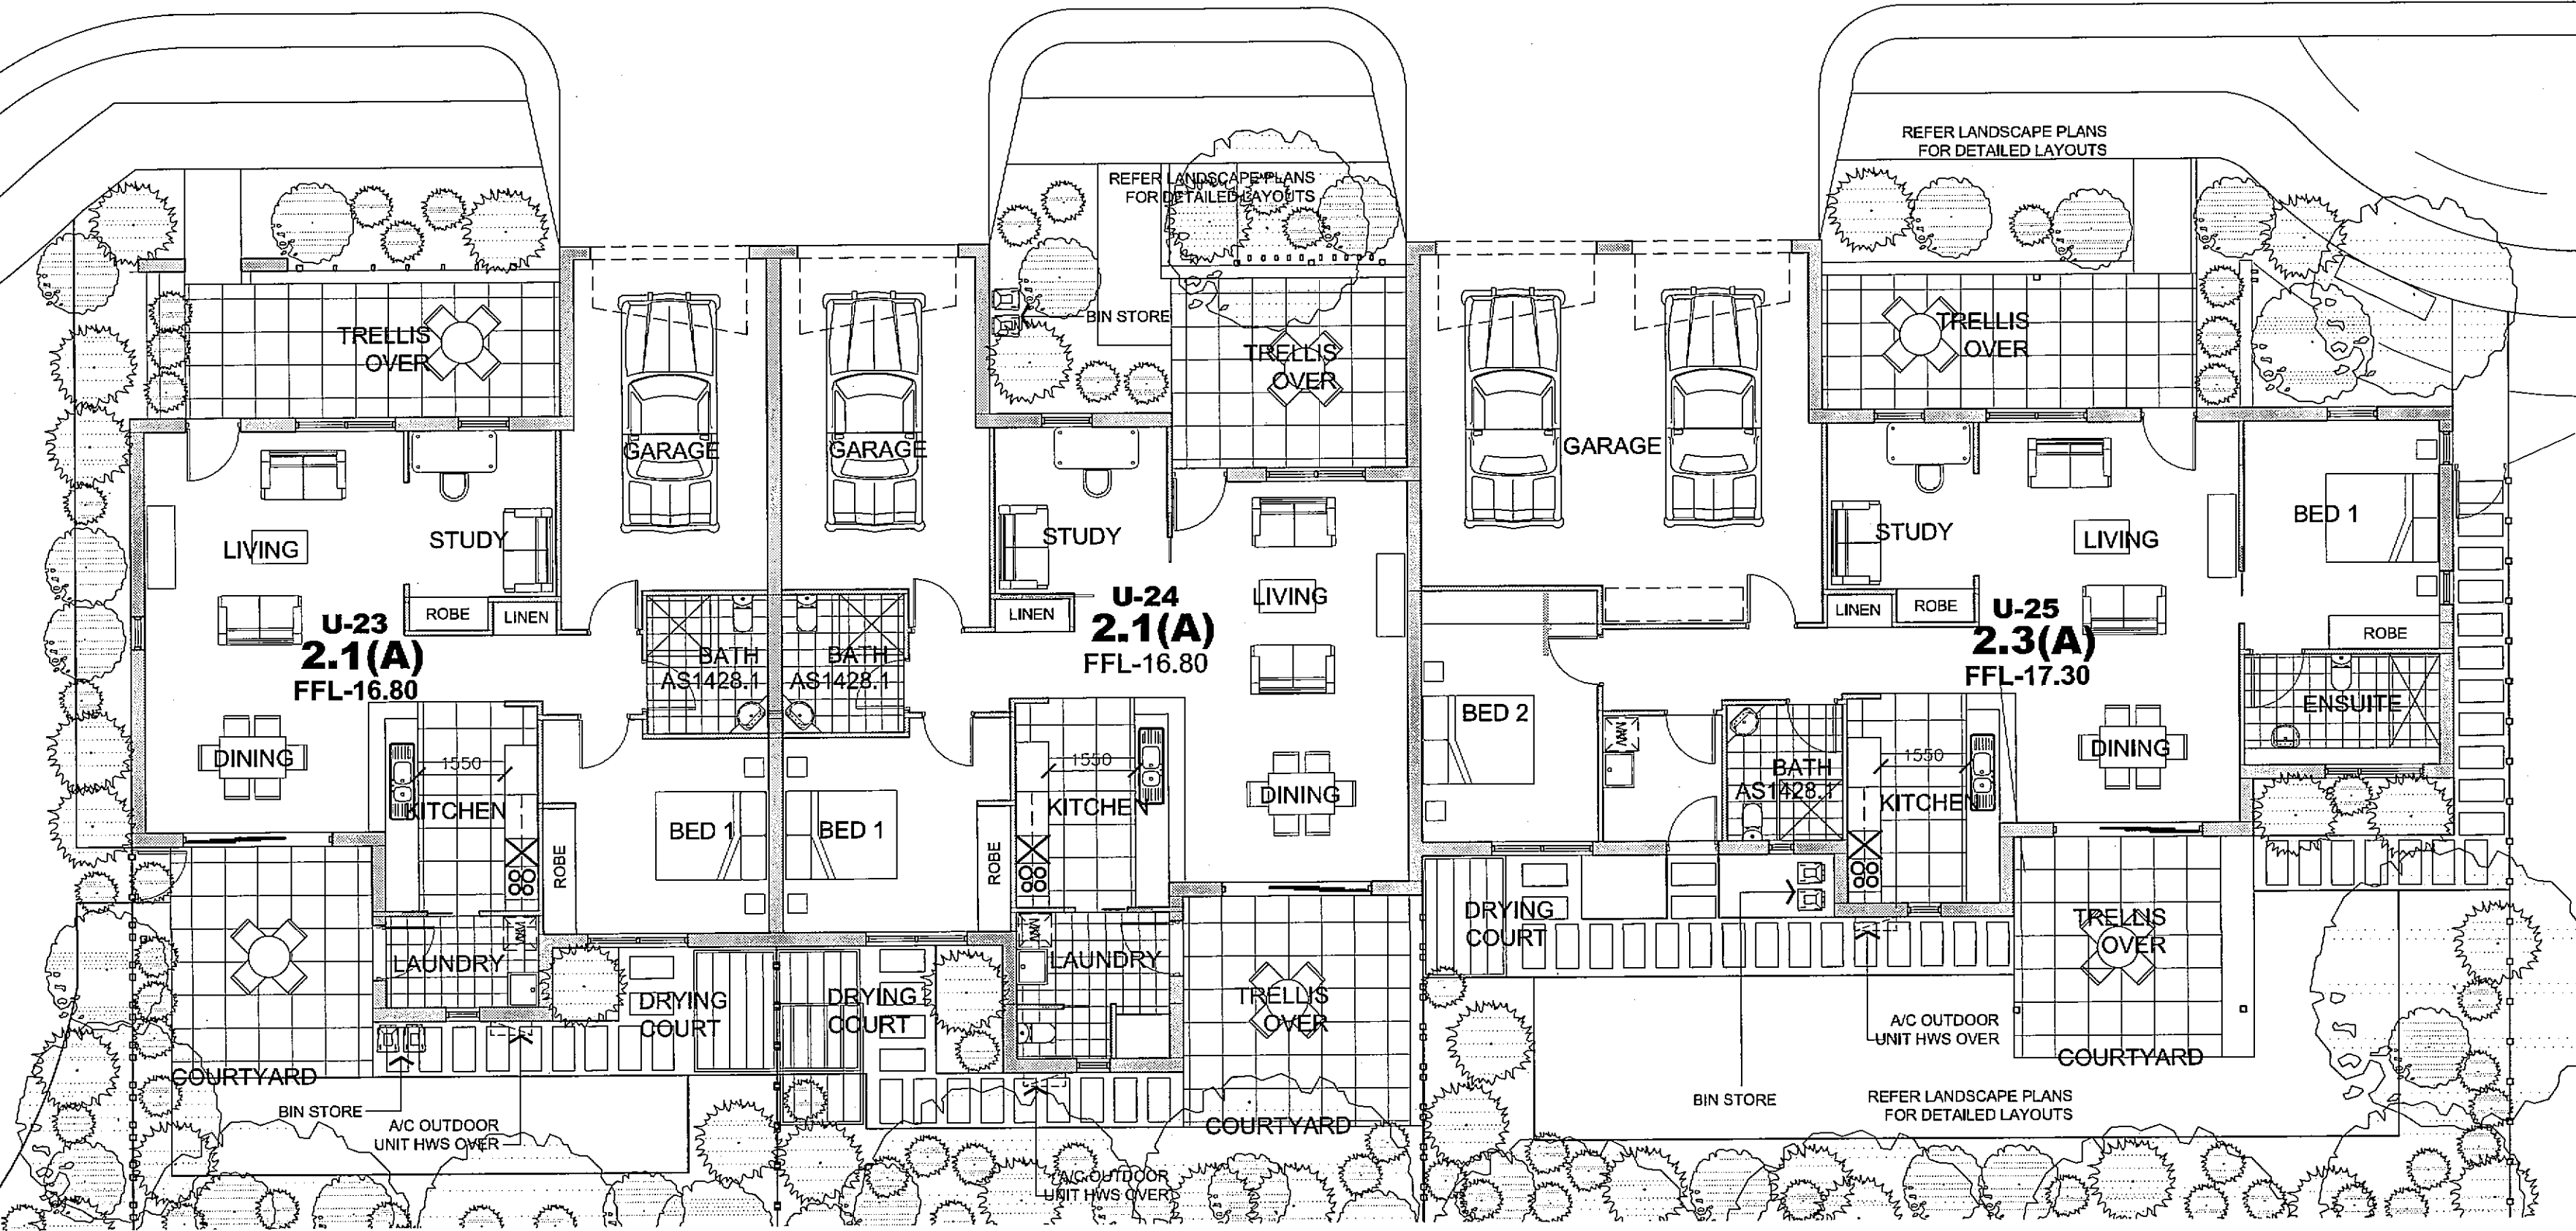 REFER LANDSCAPE PLANS
FOR DETAILED LAYOUTS
REFER LANDSCAPE PLANS
FOR DETAILED LAYOUTS
BIN STORE
TRELLIS
OVER
TRELLIS
OVER
TRELLIS
OVER
GARAGE
GARAGE
GARAGE
LIVING
STUDY
STUDY
LIVING
STUDY
LIVING
BED 1
ROBE
LINEN
LINEN
LINEN
ROBE
ROBE
U-23
2.1(A)
FFL-16.80
U-24
2.1(A)
FFL-16.80
U-25
2.3(A)
FFL-17.30
BATH
AS1428.1
BATH
AS1428.1
BED 2
ENSUITE
DINING
1550
KITCHEN
1550
KITCHEN
DINING
BATH
AS1428.1
1550
KITCHEN
DINING
BED 1
BED 1
ROBE
ROBE
LAUNDRY
LAUNDRY
DRYING
COURT
DRYING
COURT
DRYING
COURT
TRELLIS
OVER
TRELLIS
OVER
COURTYARD
COURTYARD
COURTYARD
BIN STORE
A/C OUTDOOR
UNIT HWS OVER
A/C OUTDOOR
UNIT HWS OVER
BIN STORE
A/C OUTDOOR
UNIT HWS OVER
REFER LANDSCAPE PLANS
FOR DETAILED LAYOUTS